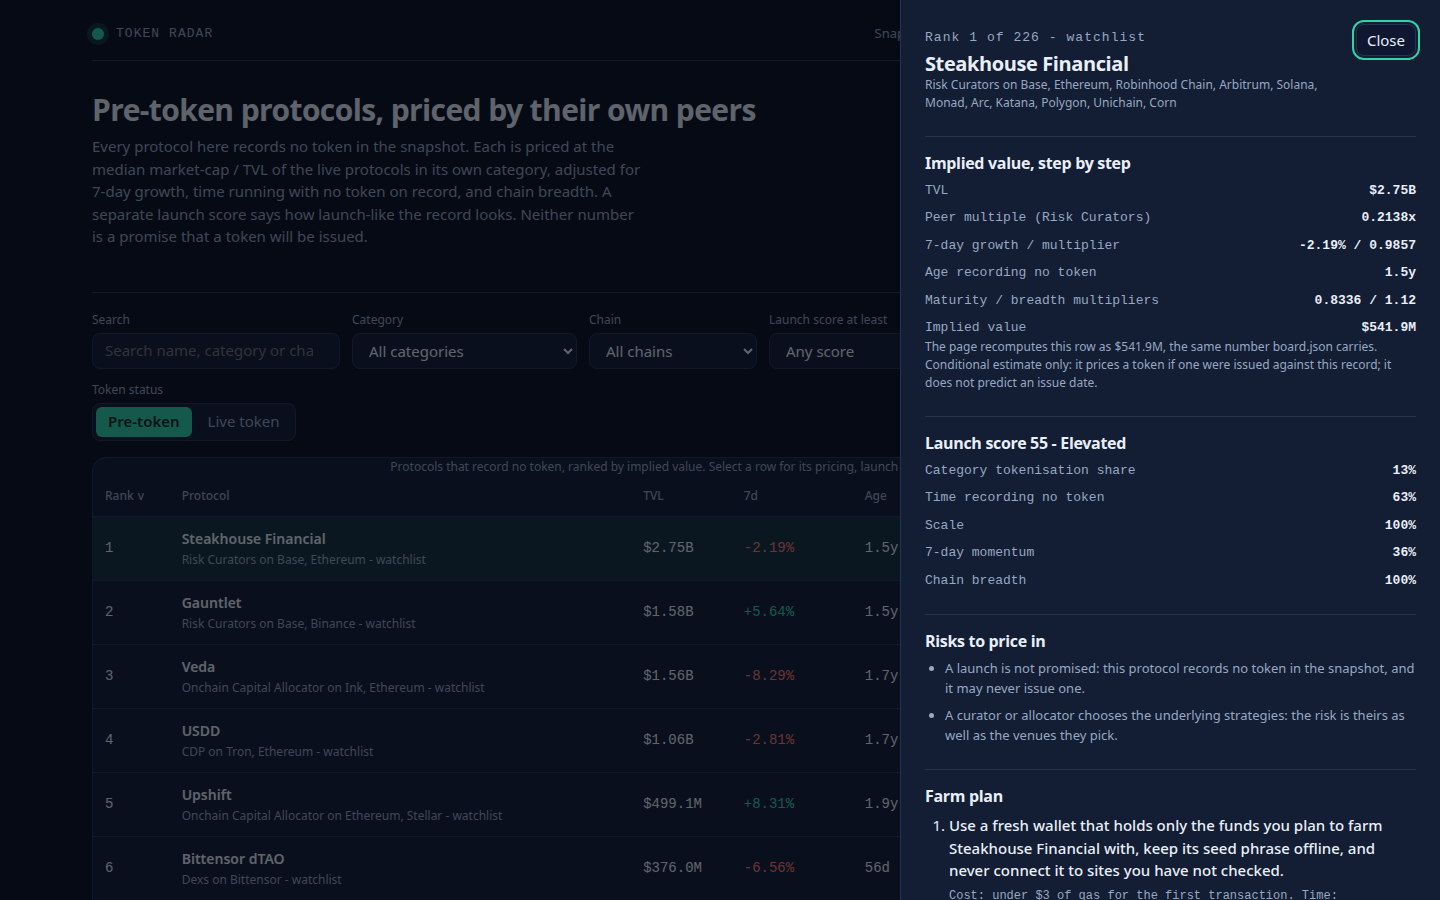 TOKEN RADAR
Snap
Pre-token protocols, priced by their own peers
Every protocol here records no token in the snapshot. Each is priced at the
median market-cap / TVL of the live protocols in its own category, adjusted for
7-day growth, time running with no token on record, and chain breadth. A
separate launch score says how launch-like the record looks. Neither number
is a promise that a token will be issued.
Search
Category
Chain
Launch score at least
Search name, category or cha
All categories
All chains
Any score
Token status
Pre-token
Live token
Protocols that record no token, ranked by implied value. Select a row for its pricing, launch
Rank v
Protocol
TVL
7d
Age
1
Steakhouse Financial
Risk Curators on Base, Ethereum - watchlist
$2.75B
-2.19%
1.5y
2
Gauntlet
Risk Curators on Base, Binance - watchlist
$1.58B
+5.64%
1.5y
3
Veda
Onchain Capital Allocator on Ink, Ethereum - watchlist
$1.56B
-8.29%
1.7y
4
USDD
CDP on Tron, Ethereum - watchlist
$1.06B
-2.81%
1.7y
5
Upshift
Onchain Capital Allocator on Ethereum, Stellar - watchlist
$499.1M
+8.31%
1.9y
6
Bittensor dTAO
Dexs on Bittensor - watchlist
$376.0M
-6.56%
56d
Rank 1 of 226 - watchlist
Close
Steakhouse Financial
Risk Curators on Base, Ethereum, Robinhood Chain, Arbitrum, Solana,
Monad, Arc, Katana, Polygon, Unichain, Corn
Implied value, step by step
TVL $2.75B
Peer multiple (Risk Curators) 0.2138x
7-day growth / multiplier -2.19% / 0.9857
Age recording no token 1.5y
Maturity / breadth multipliers 0.8336 / 1.12
Implied value $541.9M
The page recomputes this row as $541.9M, the same number board.json carries.
Conditional estimate only: it prices a token if one were issued against this record; it
does not predict an issue date.
Launch score 55 - Elevated
Category tokenisation share 13%
Time recording no token 63%
Scale 100%
7-day momentum 36%
Chain breadth 100%
Risks to price in
A launch is not promised: this protocol records no token in the snapshot, and
it may never issue one.
A curator or allocator chooses the underlying strategies: the risk is theirs as
well as the venues they pick.
Farm plan
1. Use a fresh wallet that holds only the funds you plan to farm
Steakhouse Financial with, keep its seed phrase offline, and
never connect it to sites you have not checked.
Cost: under $3 of gas for the first transaction. Time: